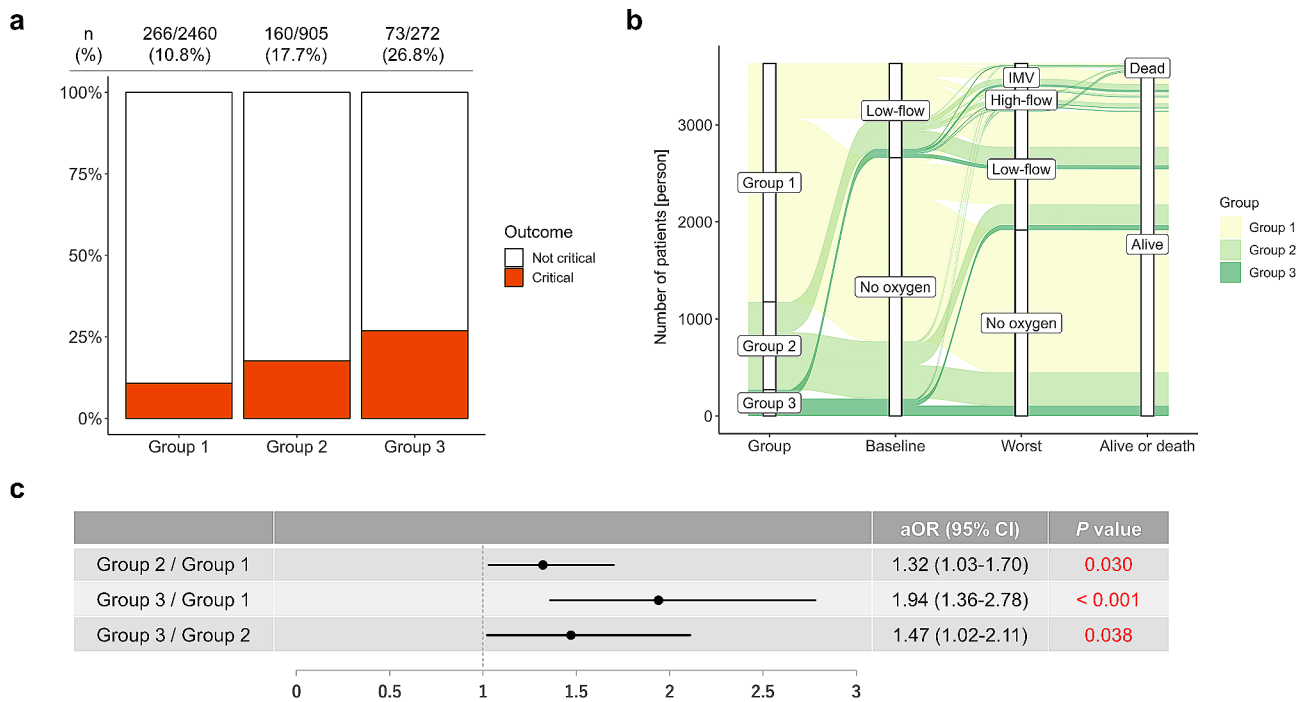 a
n 266/2460 160/905 73/272
(%) (10.8%) (17.7%) (26.8%)
100%
75%
50%
25%
0%
Group 1 Group 2 Group 3
Outcome
Not critical
Critical
b
Number of patients [person]
3000
2000
1000
0
Group 1
Group 2
Group 3
Low-flow
No oxygen
IMV
High-flow
Low-flow
No oxygen
Dead
Alive
Group Baseline Worst Alive or death
Group
Group 1
Group 2
Group 3
c
aOR (95% CI) P value
Group 2 / Group 1 1.32 (1.03-1.70) 0.030
Group 3 / Group 1 1.94 (1.36-2.78) < 0.001
Group 3 / Group 2 1.47 (1.02-2.11) 0.038
0 0.5 1 1.5 2 2.5 3